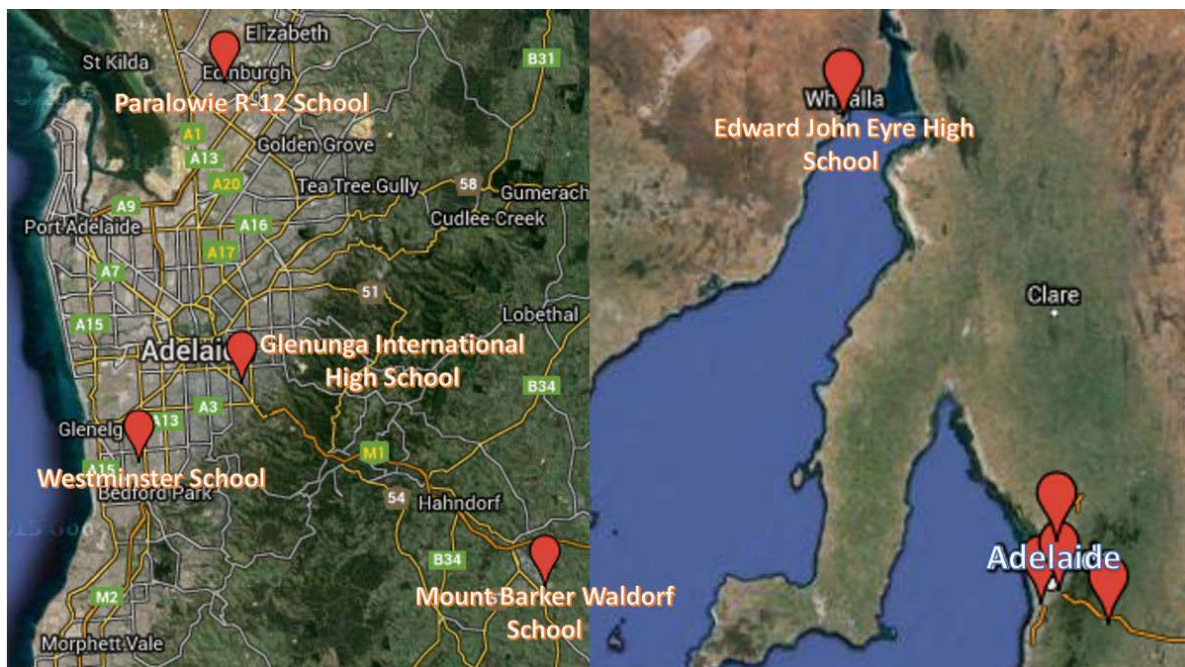 Elizabeth
St Kilda
Edinburgh
B31
Paralowie R-12 School
A1
A13
Golden Grove
A20
Tea Tree Gully
58
Gumerach
A9
Port Adelaide
A16
Cudlee Creek
A17
A7
51
Lobethal
A15
Adelaid
Glenunga International
High School
B34
A3
Glenelg
A13
M1
A15
Westminster School
Bedford Park
54
Hahndorf
B34
M2
Mount Barker Waldorf
School
Morphett Vale
Whyalla
Edward John Eyre High
School
Clare
Adelaide